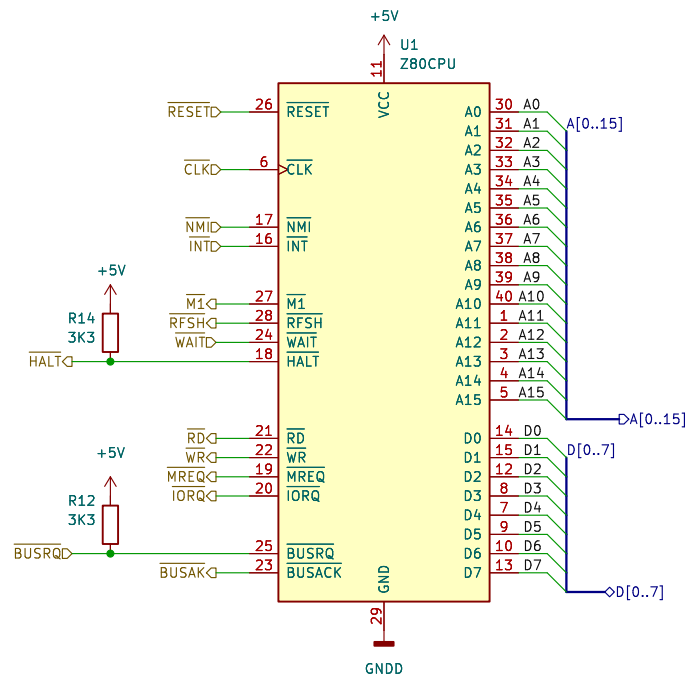 +5V
U1
Z80CPU
11
VCC
RESET 26 RESET
CLK 6 CLK
NMI 17 NMI
INT 16 INT
+5V
R14
3K3
M1 27 M1
RFSH 28 RFSH
WAIT 24 WAIT
HALT 18 HALT
RD 21 RD
WR 22 WR
MREQ 19 MREQ
IORQ 20 IORQ
+5V
R12
3K3
BUSRQ 25 BUSRQ
BUSAK 23 BUSACK
A0 30 A0
A1 31 A1
A2 32 A2
A3 33 A3
A4 34 A4
A5 35 A5
A6 36 A6
A7 37 A7
A8 38 A8
A9 39 A9
A10 40 A10
A11 1 A11
A12 2 A12
A13 3 A13
A14 4 A14
A15 5 A15
A[0..15]
A[0..15]
D0 14 D0
D1 15 D1
D2 12 D2
D3 8 D3
D4 7 D4
D5 9 D5
D6 10 D6
D7 13 D7
D[0..7]
D[0..7]
GND
29
GNDD